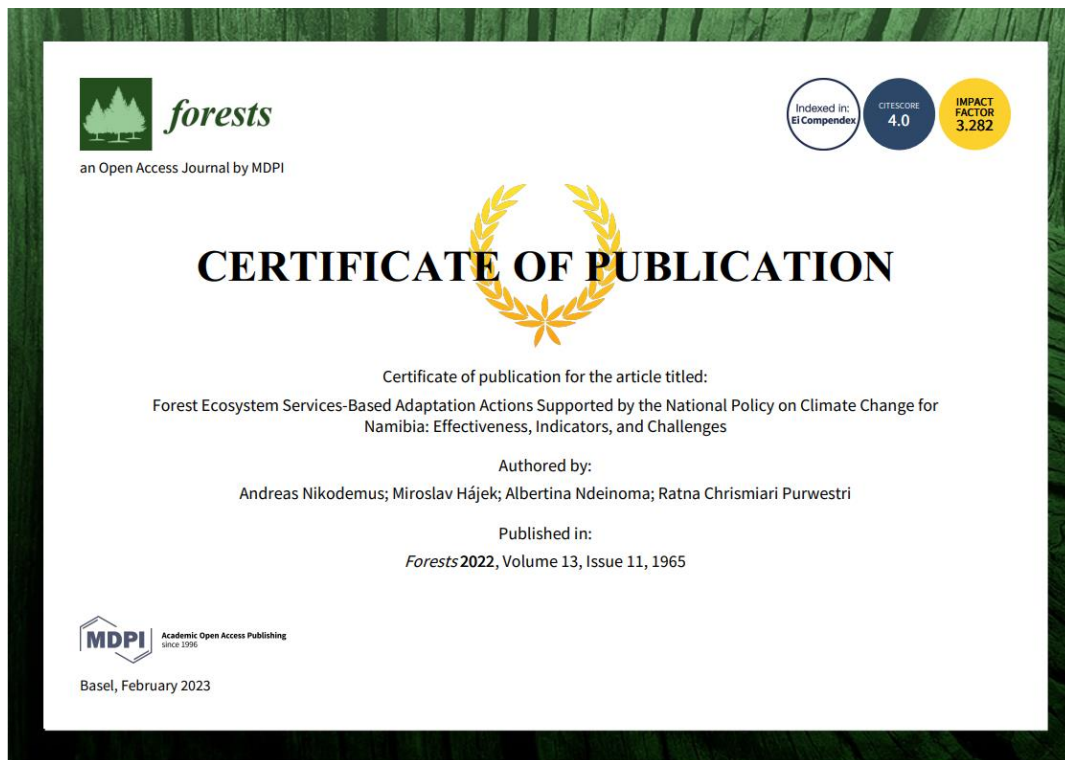 forests
an Open Access Journal by MDPI
Indexed in:
Ei Compendex
CITESCORE
4.0
IMPACT
FACTOR
3.282
CERTIFICATE OF PUBLICATION
Certificate of publication for the article titled:
Forest Ecosystem Services-Based Adaptation Actions Supported by the National Policy on Climate Change for
Namibia: Effectiveness, Indicators, and Challenges
Authored by:
Andreas Nikodemus; Miroslav Hájek; Albertina Ndeinoma; Ratna Chrismiari Purwestri
Published in:
Forests 2022, Volume 13, Issue 11, 1965
MDPI
Academic Open Access Publishing
since 1996
Basel, February 2023